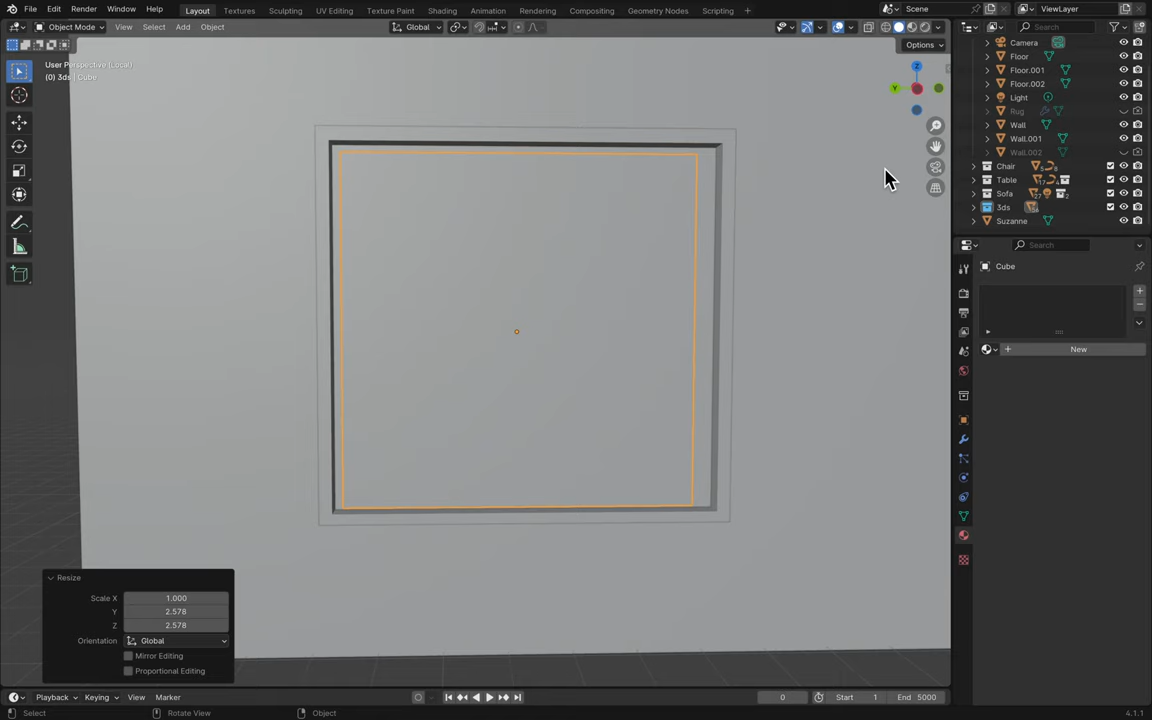 File Edit Render Window Help Layout Modeling Sculpting UV Editing Texture Paint Shading Animation Rendering Compositing Geometry Nodes Scripting + Scene ViewLayer
Object Mode View Select Add Object Global Search
Options
User Perspective (Local)
(0) 3ds | Cube
Z
Y
Camera
Floor
Floor.001
Floor.002
Light
Rug
Wall
Wall.001
Wall.002
Chair
Table
Sofa
3ds
Suzanne
Search
Cube
New
Resize
Scale X 1.000
Y 2.578
Z 2.578
Orientation Global
Mirror Editing
Proportional Editing
Playback Keying View Marker 0 Start 1 End 5000
Select Rotate View Object 4.1.1